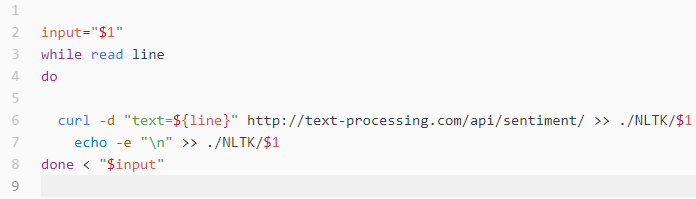 1
2 input="$1"
3 while read line
4 do
5
6 curl -d "text=${line}" http://text-processing.com/api/sentiment/ >> ./NLTK/$1
7 echo -e "\n" >> ./NLTK/$1
8 done < "$input"
9